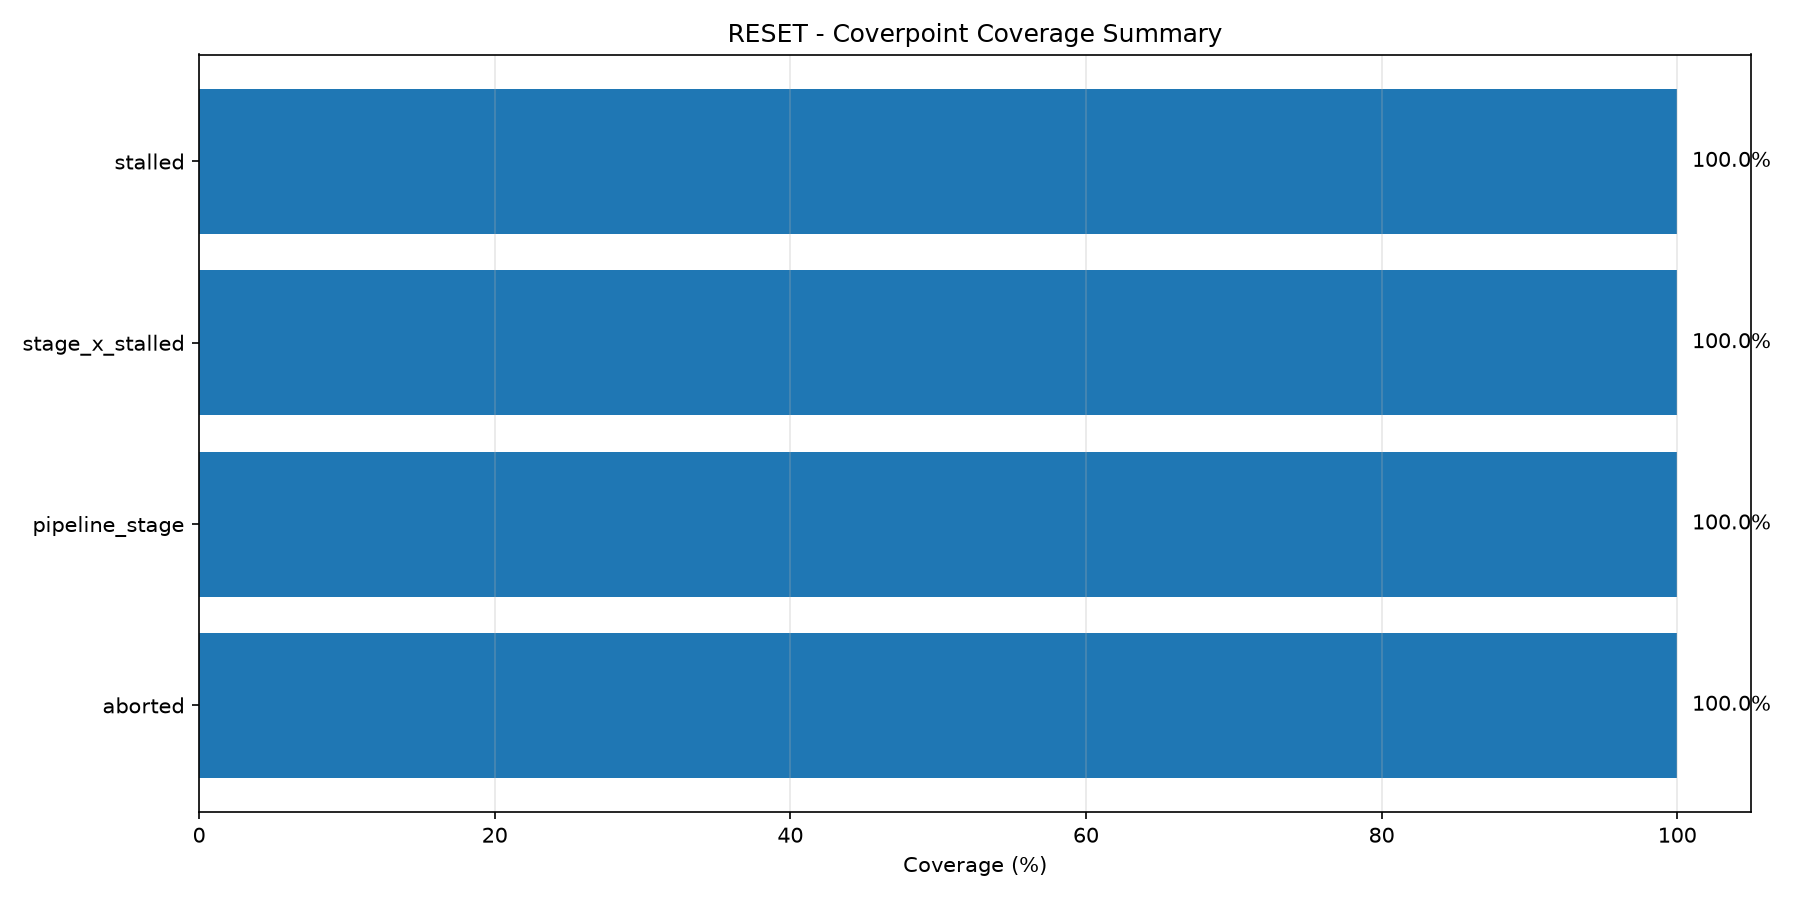 RESET - Coverpoint Coverage Summary
stalled
100.0%
stage_x_stalled
100.0%
pipeline_stage
100.0%
aborted
100.0%
0 20 40 60 80 100
Coverage (%)